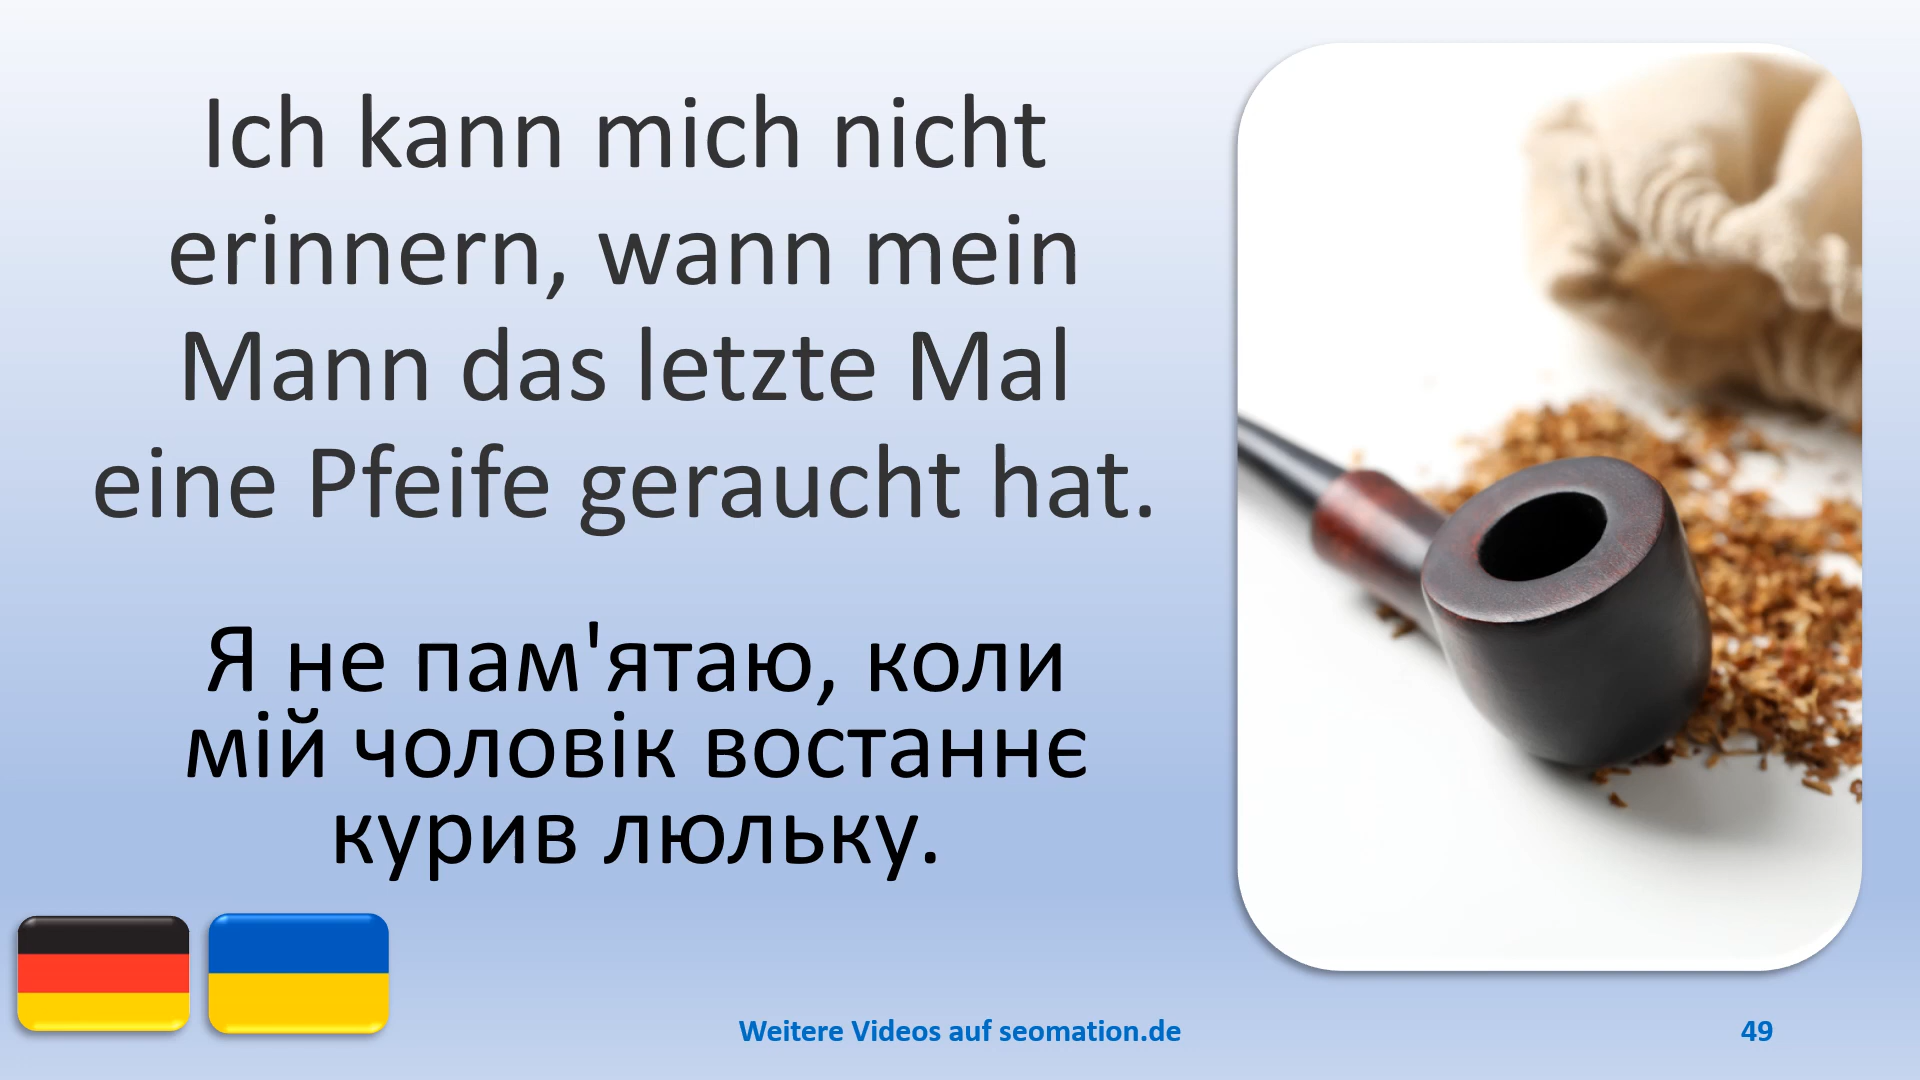 Ich kann mich nicht
erinnern, wann mein
Mann das letzte Mal
eine Pfeife geraucht hat.
Я не пам'ятаю, коли
мій чоловік востаннє
курив люльку.
Weitere Videos auf seomation.de
49